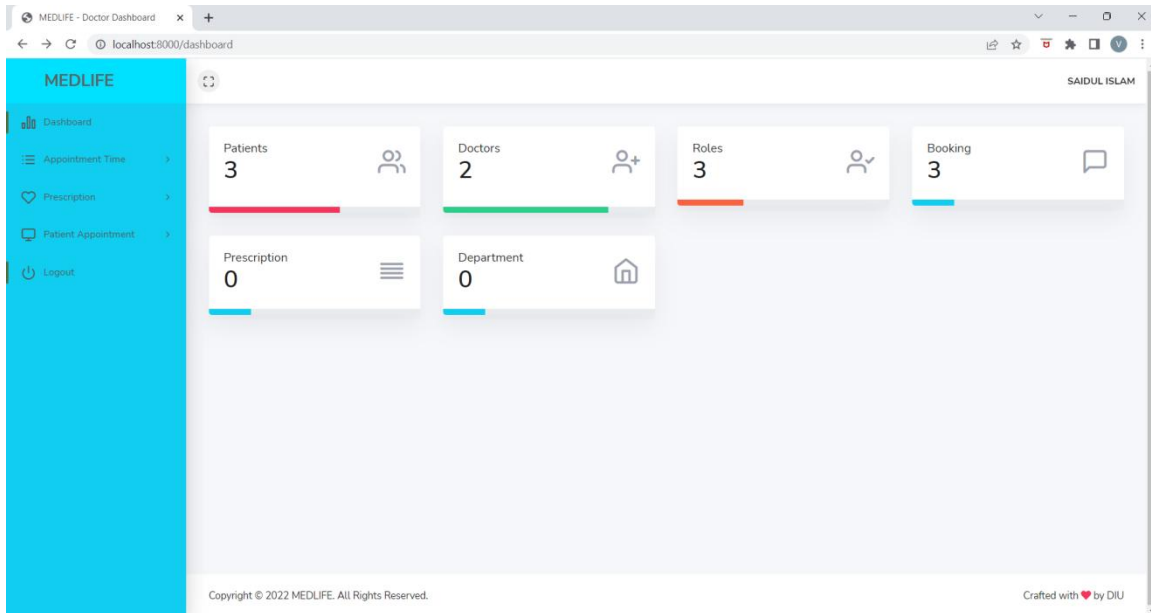 MEDLIFE - Doctor Dashboard
localhost:8000/dashboard
V
MEDLIFE
SAIDUL ISLAM
Dashboard
Appointment Time
Prescription
Patient Appointment
Logout
Patients
3
Doctors
2
Roles
3
Booking
3
Prescription
0
Department
0
Copyright © 2022 MEDLIFE. All Rights Reserved.
Crafted with ❤ by DIU